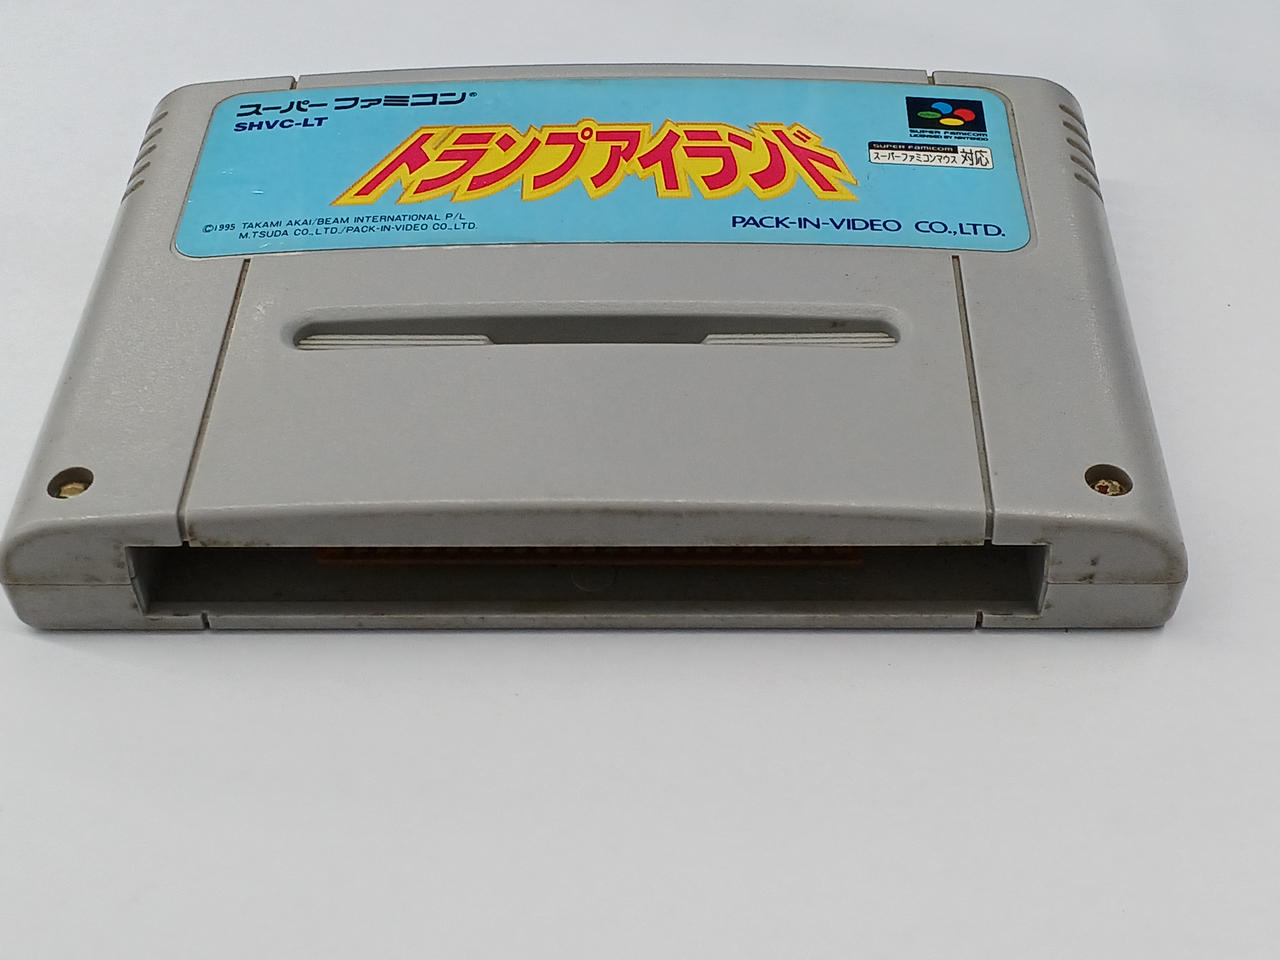 スーパー ファミコン®
SHVC-LT
トランプアイランド
SUPER FAMICOM
LICENSED BY NINTENDO
SUPER FAMICOM
スーパーファミコンマウス 対応
©1995 TAKAMI AKAI/BEAM INTERNATIONAL P/L
M.TSUDA CO.,LTD./PACK-IN-VIDEO CO.,LTD.
PACK-IN-VIDEO CO.,LTD.